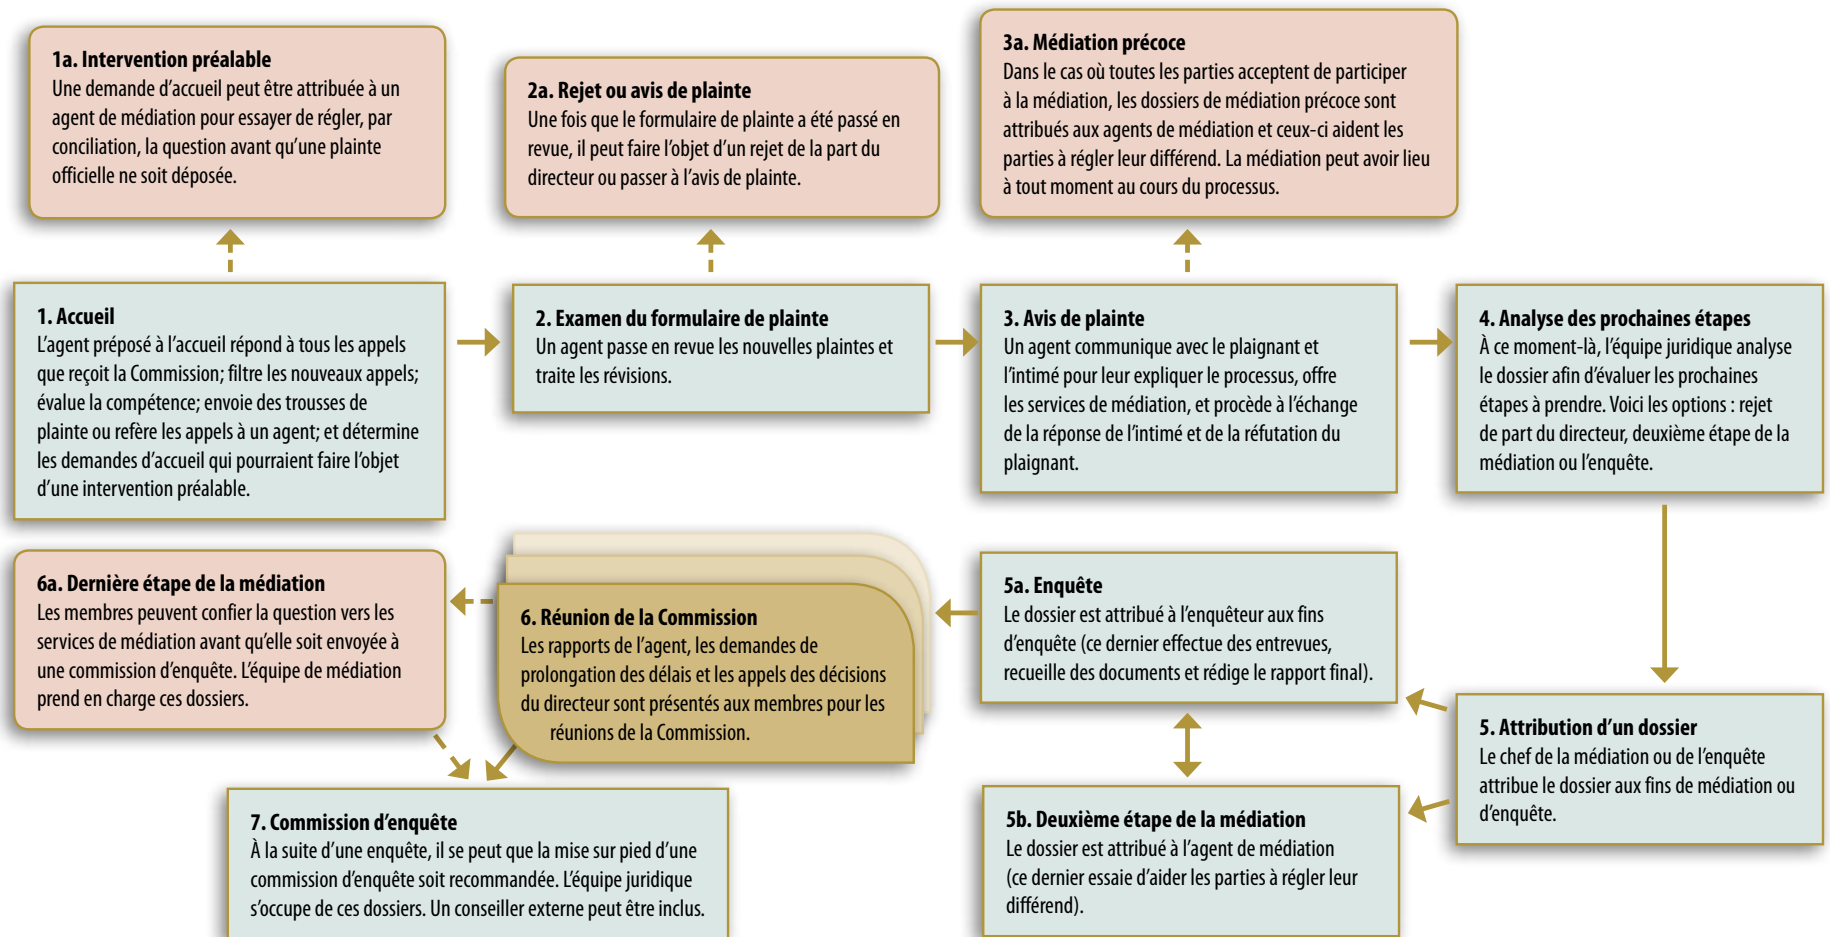 1a. Intervention préalable
Une demande d'accueil peut être attribuée à un
agent de médiation pour essayer de régler, par
conciliation, la question avant qu'une plainte
officielle ne soit déposée.
2a. Rejet ou avis de plainte
Une fois que le formulaire de plainte a été passé en
revue, il peut faire l'objet d'un rejet de la part du
directeur ou passer à l'avis de plainte.
3a. Médiation précoce
Dans le cas où toutes les parties acceptent de participer
à la médiation, les dossiers de médiation précoce sont
attribués aux agents de médiation et ceux-ci aident les
parties à régler leur différend. La médiation peut avoir lieu
à tout moment au cours du processus.
1. Accueil
L'agent préposé à l'accueil répond à tous les appels
que reçoit la Commission; filtre les nouveaux appels;
évalue la compétence; envoie des trousses de
plainte ou refère les appels à un agent; et détermine
les demandes d'accueil qui pourraient faire l'objet
d'une intervention préalable.
2. Examen du formulaire de plainte
Un agent passe en revue les nouvelles plaintes et
traite les révisions.
3. Avis de plainte
Un agent communique avec le plaignant et
l'intimé pour leur expliquer le processus, offre
les services de médiation, et procède à l'échange
de la réponse de l'intimé et de la réfutation du
plaignant.
4. Analyse des prochaines étapes
À ce moment-là, l'équipe juridique analyse
le dossier afin d'évaluer les prochaines
étapes à prendre. Voici les options : rejet
de part du directeur, deuxième étape de la
médiation ou l'enquête.
6a. Dernière étape de la médiation
Les membres peuvent confier la question vers les
services de médiation avant qu'elle soit envoyée à
une commission d'enquête. L'équipe de médiation
prend en charge ces dossiers.
6. Réunion de la Commission
Les rapports de l'agent, les demandes de
prolongation des délais et les appels des décisions
du directeur sont présentés aux membres pour les
réunions de la Commission.
5a. Enquête
Le dossier est attribué à l'enquêteur aux fins
d'enquête (ce dernier effectue des entrevues,
recueille des documents et rédige le rapport final).
5. Attribution d'un dossier
Le chef de la médiation ou de l'enquête
attribue le dossier aux fins de médiation ou
d'enquête.
7. Commission d'enquête
À la suite d'une enquête, il se peut que la mise sur pied d'une
commission d'enquête soit recommandée. L'équipe juridique
s'occupe de ces dossiers. Un conseiller externe peut être inclus.
5b. Deuxième étape de la médiation
Le dossier est attribué à l'agent de médiation
(ce dernier essaie d'aider les parties à régler leur
différend).